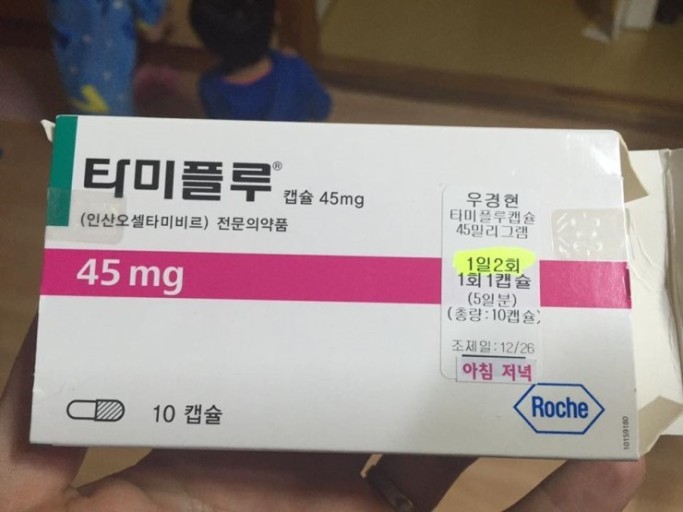 타미플루® 캡슐 45mg
(인산오셀타미비르) 전문의약품
45 mg
10 캡슐
우경현
타미플루캡슐
45밀리그램
1일2회
1회1캡슐
(5일분)
(총량:10캡슐)
조제일:12/26
아침 저녁
Roche
10159180